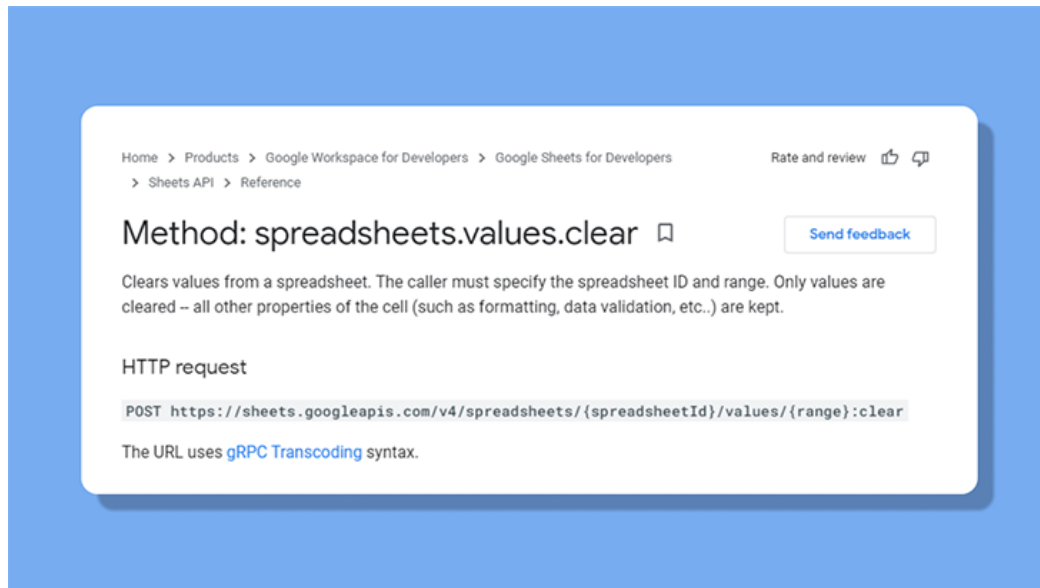 Home > Products > Google Workspace for Developers > Google Sheets for Developers
> Sheets API > Reference
Rate and review
Method: spreadsheets.values.clear
Send feedback
Clears values from a spreadsheet. The caller must specify the spreadsheet ID and range. Only values are
cleared -- all other properties of the cell (such as formatting, data validation, etc..) are kept.
HTTP request
POST https://sheets.googleapis.com/v4/spreadsheets/{spreadsheetId}/values/{range}:clear
The URL uses gRPC Transcoding syntax.